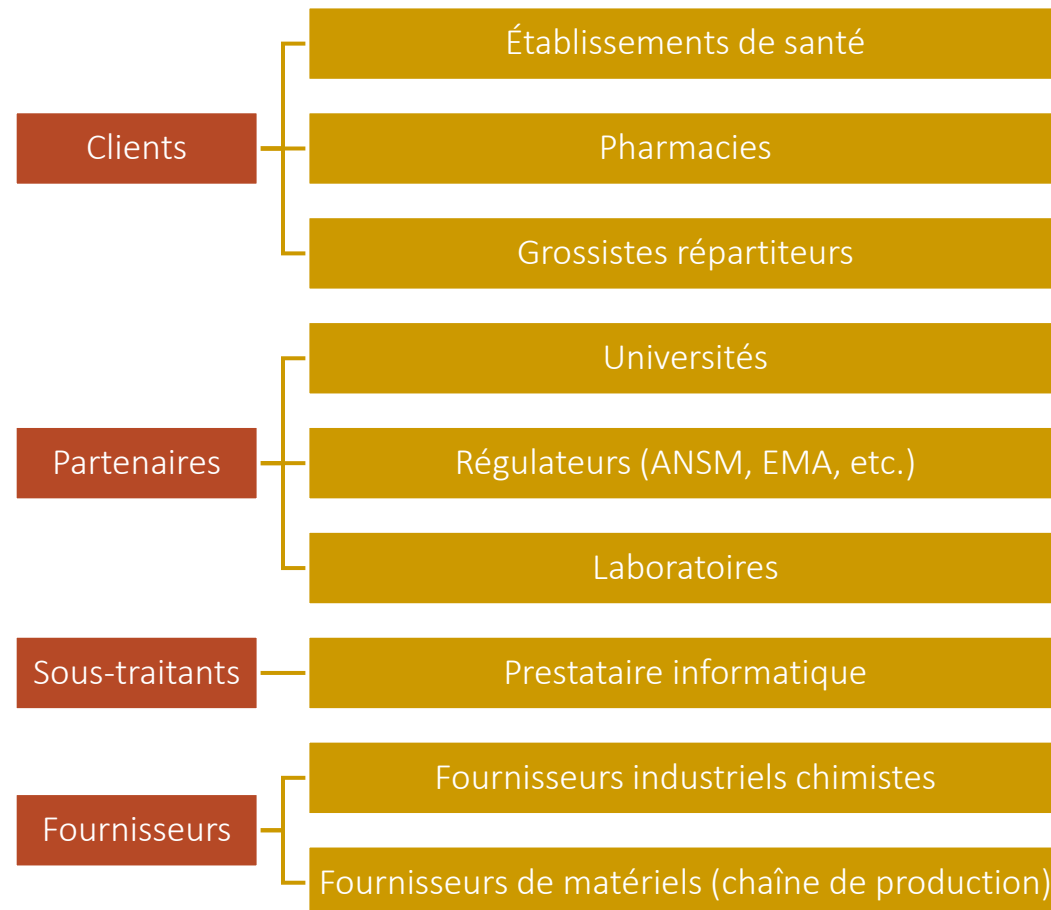 Clients
Établissements de santé
Pharmacies
Grossistes répartiteurs
Partenaires
Universités
Régulateurs (ANSM, EMA, etc.)
Laboratoires
Sous-traitants
Prestataire informatique
Fournisseurs
Fournisseurs industriels chimistes
Fournisseurs de matériels (chaîne de production)